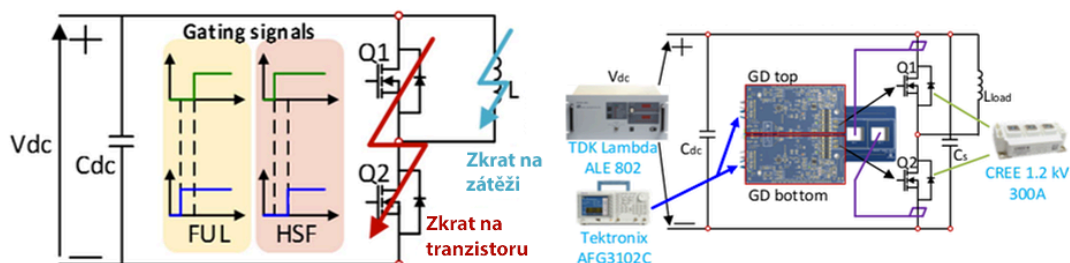 Gating signals
Q1
L
Vdc
Cdc
Zkrat na
zátěži
Q2
Zkrat na
tranzistoru
FUL
HSF
Vdc
TDK Lambda
ALE 802
Cdc
GD top
GD bottom
Q1
Lload
Q2
Cs
CREE 1.2 kV
300A
Tektronix
AFG3102C